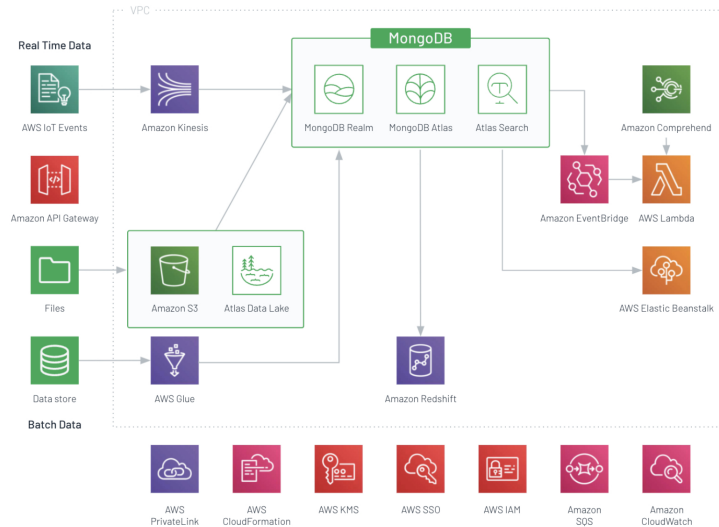 VPC
Real Time Data
MongoDB
AWS IoT Events
Amazon Kinesis
MongoDB Realm
MongoDB Atlas
Atlas Search
Amazon Comprehend
Amazon API Gateway
Amazon EventBridge
AWS Lambda
Files
Amazon S3
Atlas Data Lake
AWS Elastic Beanstalk
Data store
AWS Glue
Amazon Redshift
Batch Data
AWS
PrivateLink
AWS
CloudFormation
AWS KMS
AWS SSO
AWS IAM
Amazon
SQS
Amazon
CloudWatch